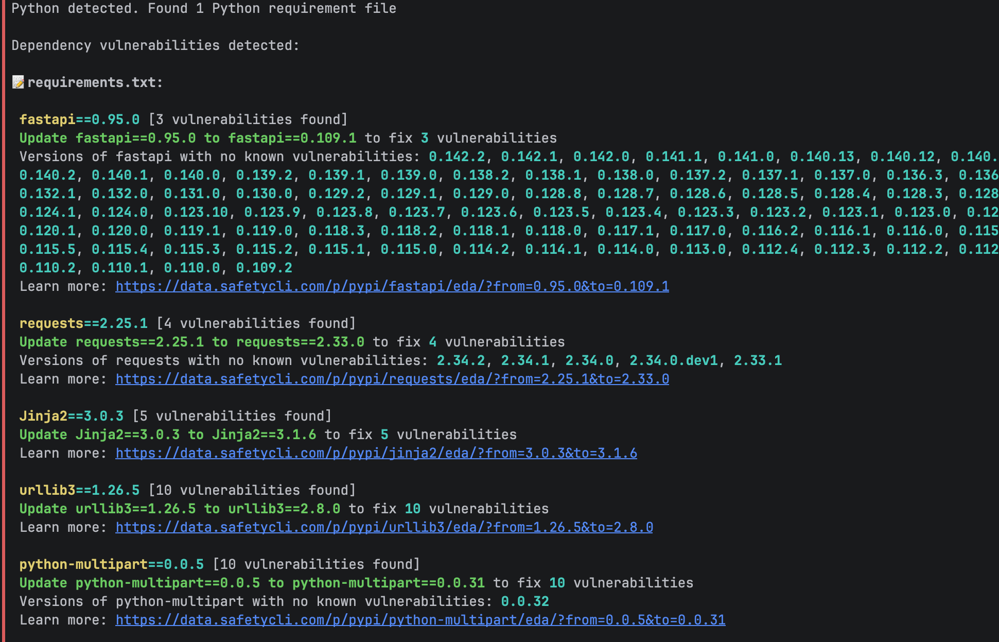 Python detected. Found 1 Python requirement file
Dependency vulnerabilities detected:
requirements.txt:
fastapi==0.95.0 [3 vulnerabilities found]
Update fastapi==0.95.0 to fastapi==0.109.1 to fix 3 vulnerabilities
Versions of fastapi with no known vulnerabilities: 0.142.2, 0.142.1, 0.142.0, 0.141.1, 0.141.0, 0.140.13, 0.140.12, 0.140.
0.140.2, 0.140.1, 0.140.0, 0.139.2, 0.139.1, 0.139.0, 0.138.2, 0.138.1, 0.138.0, 0.137.2, 0.137.1, 0.137.0, 0.136.3, 0.136
0.132.1, 0.132.0, 0.131.0, 0.130.0, 0.129.2, 0.129.1, 0.129.0, 0.128.8, 0.128.7, 0.128.6, 0.128.5, 0.128.4, 0.128.3, 0.128
0.124.1, 0.124.0, 0.123.10, 0.123.9, 0.123.8, 0.123.7, 0.123.6, 0.123.5, 0.123.4, 0.123.3, 0.123.2, 0.123.1, 0.123.0, 0.12
0.120.1, 0.120.0, 0.119.1, 0.119.0, 0.118.3, 0.118.2, 0.118.1, 0.118.0, 0.117.1, 0.117.0, 0.116.2, 0.116.1, 0.116.0, 0.115
0.115.5, 0.115.4, 0.115.3, 0.115.2, 0.115.1, 0.115.0, 0.114.2, 0.114.1, 0.114.0, 0.113.0, 0.112.4, 0.112.3, 0.112.2, 0.112
0.110.2, 0.110.1, 0.110.0, 0.109.2
Learn more: https://data.safetycli.com/p/pypi/fastapi/eda/?from=0.95.0&to=0.109.1
requests==2.25.1 [4 vulnerabilities found]
Update requests==2.25.1 to requests==2.33.0 to fix 4 vulnerabilities
Versions of requests with no known vulnerabilities: 2.34.2, 2.34.1, 2.34.0, 2.34.0.dev1, 2.33.1
Learn more: https://data.safetycli.com/p/pypi/requests/eda/?from=2.25.1&to=2.33.0
Jinja2==3.0.3 [5 vulnerabilities found]
Update Jinja2==3.0.3 to Jinja2==3.1.6 to fix 5 vulnerabilities
Learn more: https://data.safetycli.com/p/pypi/jinja2/eda/?from=3.0.3&to=3.1.6
urllib3==1.26.5 [10 vulnerabilities found]
Update urllib3==1.26.5 to urllib3==2.8.0 to fix 10 vulnerabilities
Learn more: https://data.safetycli.com/p/pypi/urllib3/eda/?from=1.26.5&to=2.8.0
python-multipart==0.0.5 [10 vulnerabilities found]
Update python-multipart==0.0.5 to python-multipart==0.0.31 to fix 10 vulnerabilities
Versions of python-multipart with no known vulnerabilities: 0.0.32
Learn more: https://data.safetycli.com/p/pypi/python-multipart/eda/?from=0.0.5&to=0.0.31